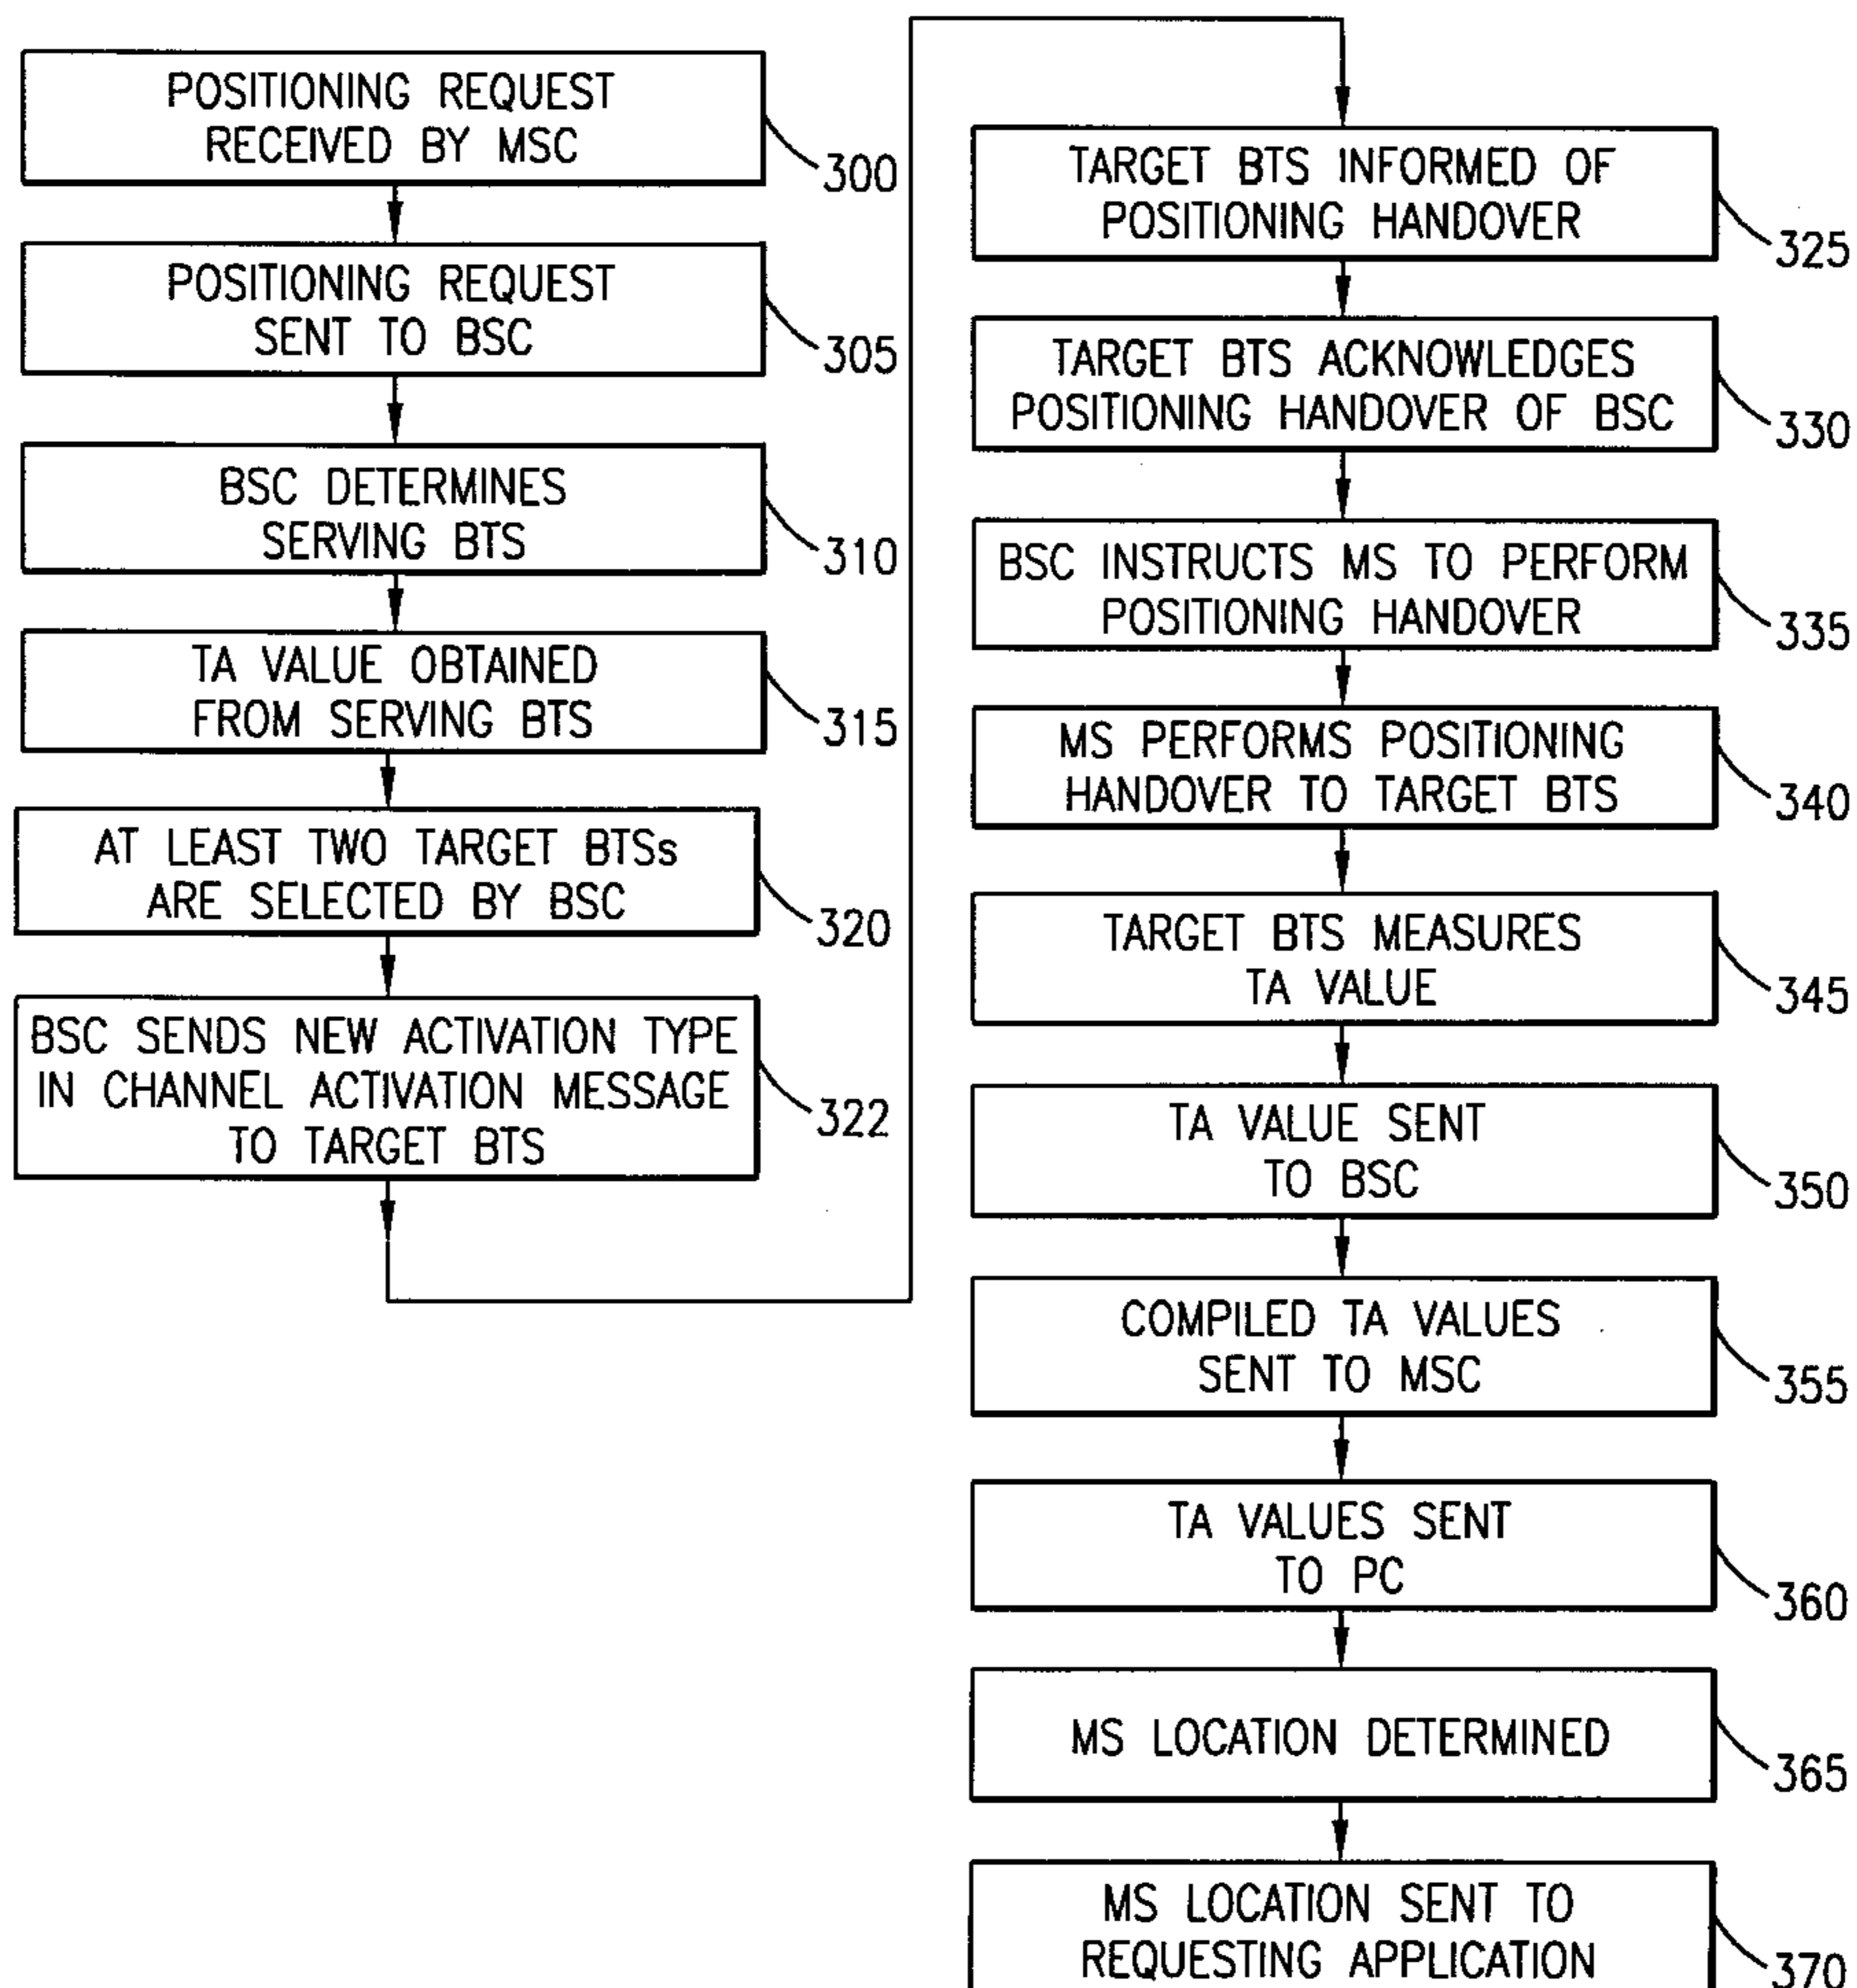 POSITIONING REQUEST
RECEIVED BY MSC
300
POSITIONING REQUEST
SENT TO BSC
305
BSC DETERMINES
SERVING BTS
310
TA VALUE OBTAINED
FROM SERVING BTS
315
AT LEAST TWO TARGET BTSs
ARE SELECTED BY BSC
320
BSC SENDS NEW ACTIVATION TYPE
IN CHANNEL ACTIVATION MESSAGE
TO TARGET BTS
322
TARGET BTS INFORMED OF
POSITIONING HANDOVER
325
TARGET BTS ACKNOWLEDGES
POSITIONING HANDOVER OF BSC
330
BSC INSTRUCTS MS TO PERFORM
POSITIONING HANDOVER
335
MS PERFORMS POSITIONING
HANDOVER TO TARGET BTS
340
TARGET BTS MEASURES
TA VALUE
345
TA VALUE SENT
TO BSC
350
COMPILED TA VALUES
SENT TO MSC
355
TA VALUES SENT
TO PC
360
MS LOCATION DETERMINED
365
MS LOCATION SENT TO
REQUESTING APPLICATION
370